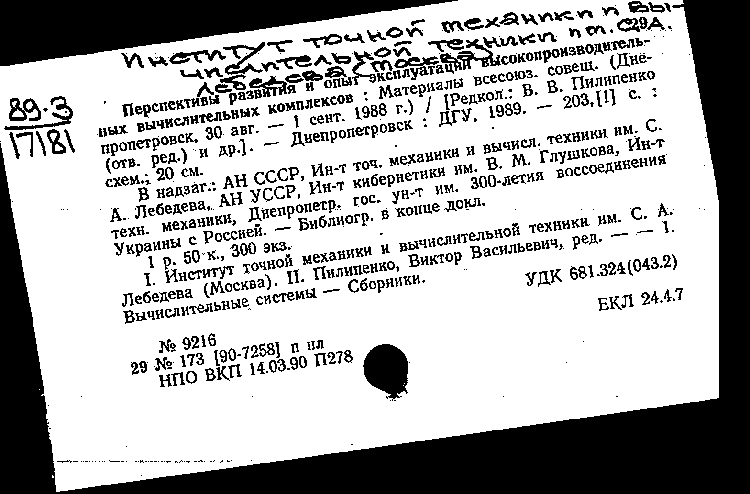 Институт точной механики и вы-
числительной техники им. С.А.
Лебедева (Москва)
89-3
17181
Перспективы развития и опыт эксплуатации высокопроизводитель-
ных вычислительных комплексов : Материалы всесоюз. совещ. (Дне-
пропетровск, 30 авг. — 1 сент. 1988 г.) / [Редкол.: В. В. Пилипенко
(отв. ред.) и др.]. — Днепропетровск : ДГУ, 1989. — 203,[1] с. :
схем.; 20 см.
В надзаг.: АН СССР, Ин-т точ. механики и вычисл. техники им. С.
А. Лебедева, АН УССР, Ин-т кибернетики им. В. М. Глушкова, Ин-т
техн. механики, Днепропетр. гос. ун-т им. 300-летия воссоединения
Украины с Россией. — Библиогр. в конце докл.
1 р. 50 к., 300 экз.
I. Институт точной механики и вычислительной техники им. С. А.
Лебедева (Москва). II. Пилипенко, Виктор Васильевич, ред. — — 1.
Вычислительные системы — Сборники.
УДК 681.324(043.2)
ЕКЛ 24.4.7
№ 9216
29 № 173 [90-7258] п пл
НПО ВКП 14.03.90 П278